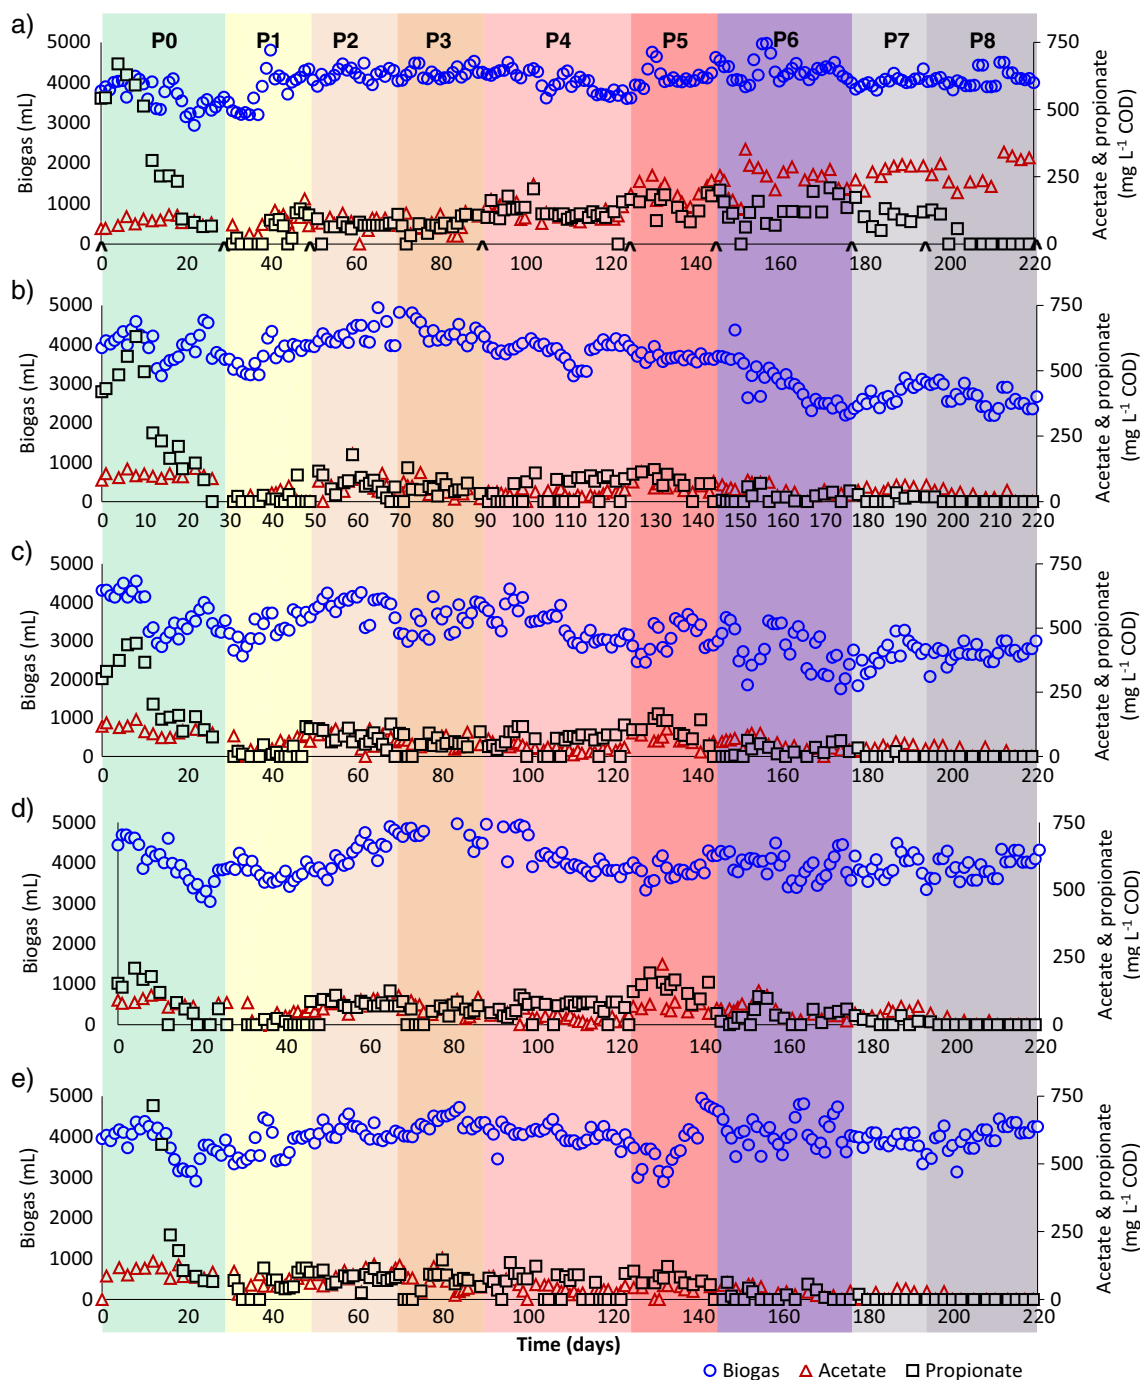 a)
P0 P1 P2 P3 P4 P5 P6 P7 P8
5000 4000 3000 2000 1000 0
Biogas (mL)
750 500 250 0
Acetate & propionate
(mg L⁻¹ COD)
0 20 40 60 80 100 120 140 160 180 200 220
b)
5000 4000 3000 2000 1000 0
Biogas (mL)
750 500 250 0
Acetate & propionate
(mg L⁻¹ COD)
0 10 20 30 40 50 60 70 80 90 100 110 120 130 140 150 160 170 180 190 200 210 220
c)
5000 4000 3000 2000 1000 0
Biogas (mL)
750 500 250 0
Acetate & propionate
(mg L⁻¹ COD)
0 20 40 60 80 100 120 140 160 180 200 220
d)
5000 4000 3000 2000 1000 0
Biogas (mL)
750 500 250 0
Acetate & propionate
(mg L⁻¹ COD)
0 20 40 60 80 100 120 140 160 180 200 220
e)
5000 4000 3000 2000 1000 0
Biogas (mL)
750 500 250 0
Acetate & propionate
(mg L⁻¹ COD)
0 20 40 60 80 100 120 140 160 180 200 220
Time (days)
Biogas Acetate Propionate